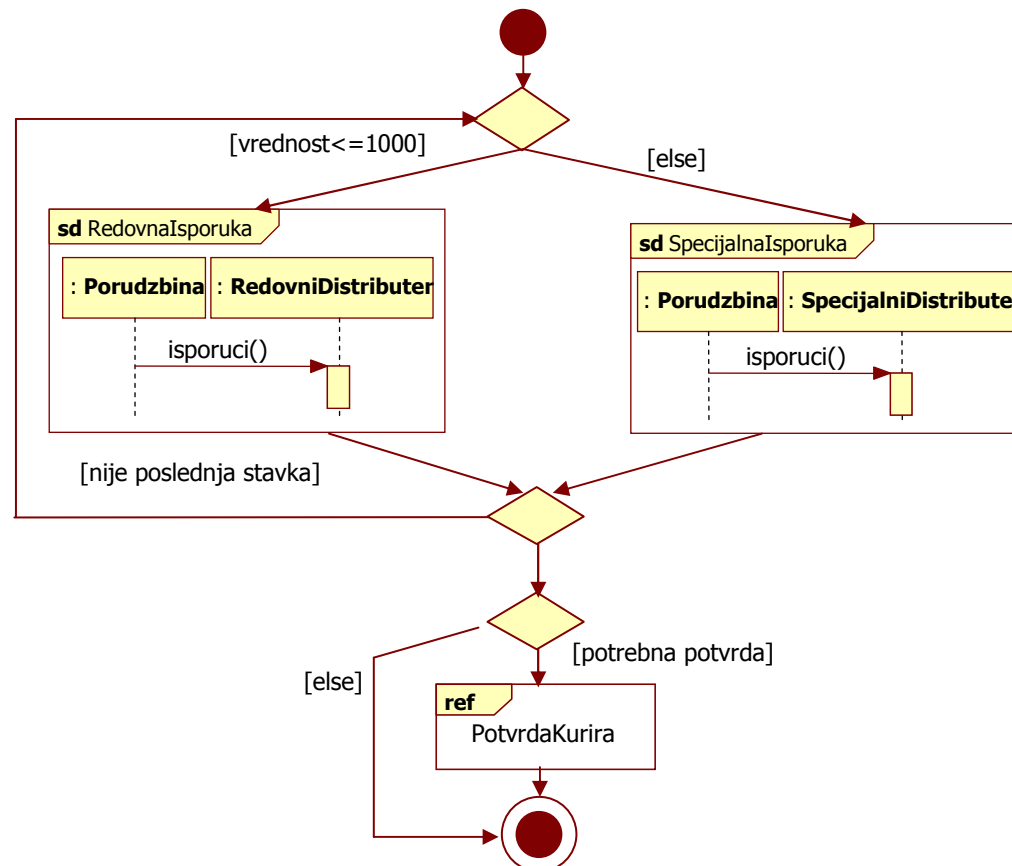 [vrednost<=1000]
[else]
sd RedovnaIsporuka
: Porudzbina
: RedovniDistributer
isporuci()
sd SpecijalnaIsporuka
: Porudzbina
: SpecijalniDistribute
isporuci()
[nije poslednja stavka]
[potrebna potvrda]
[else]
ref
PotvrdaKurira